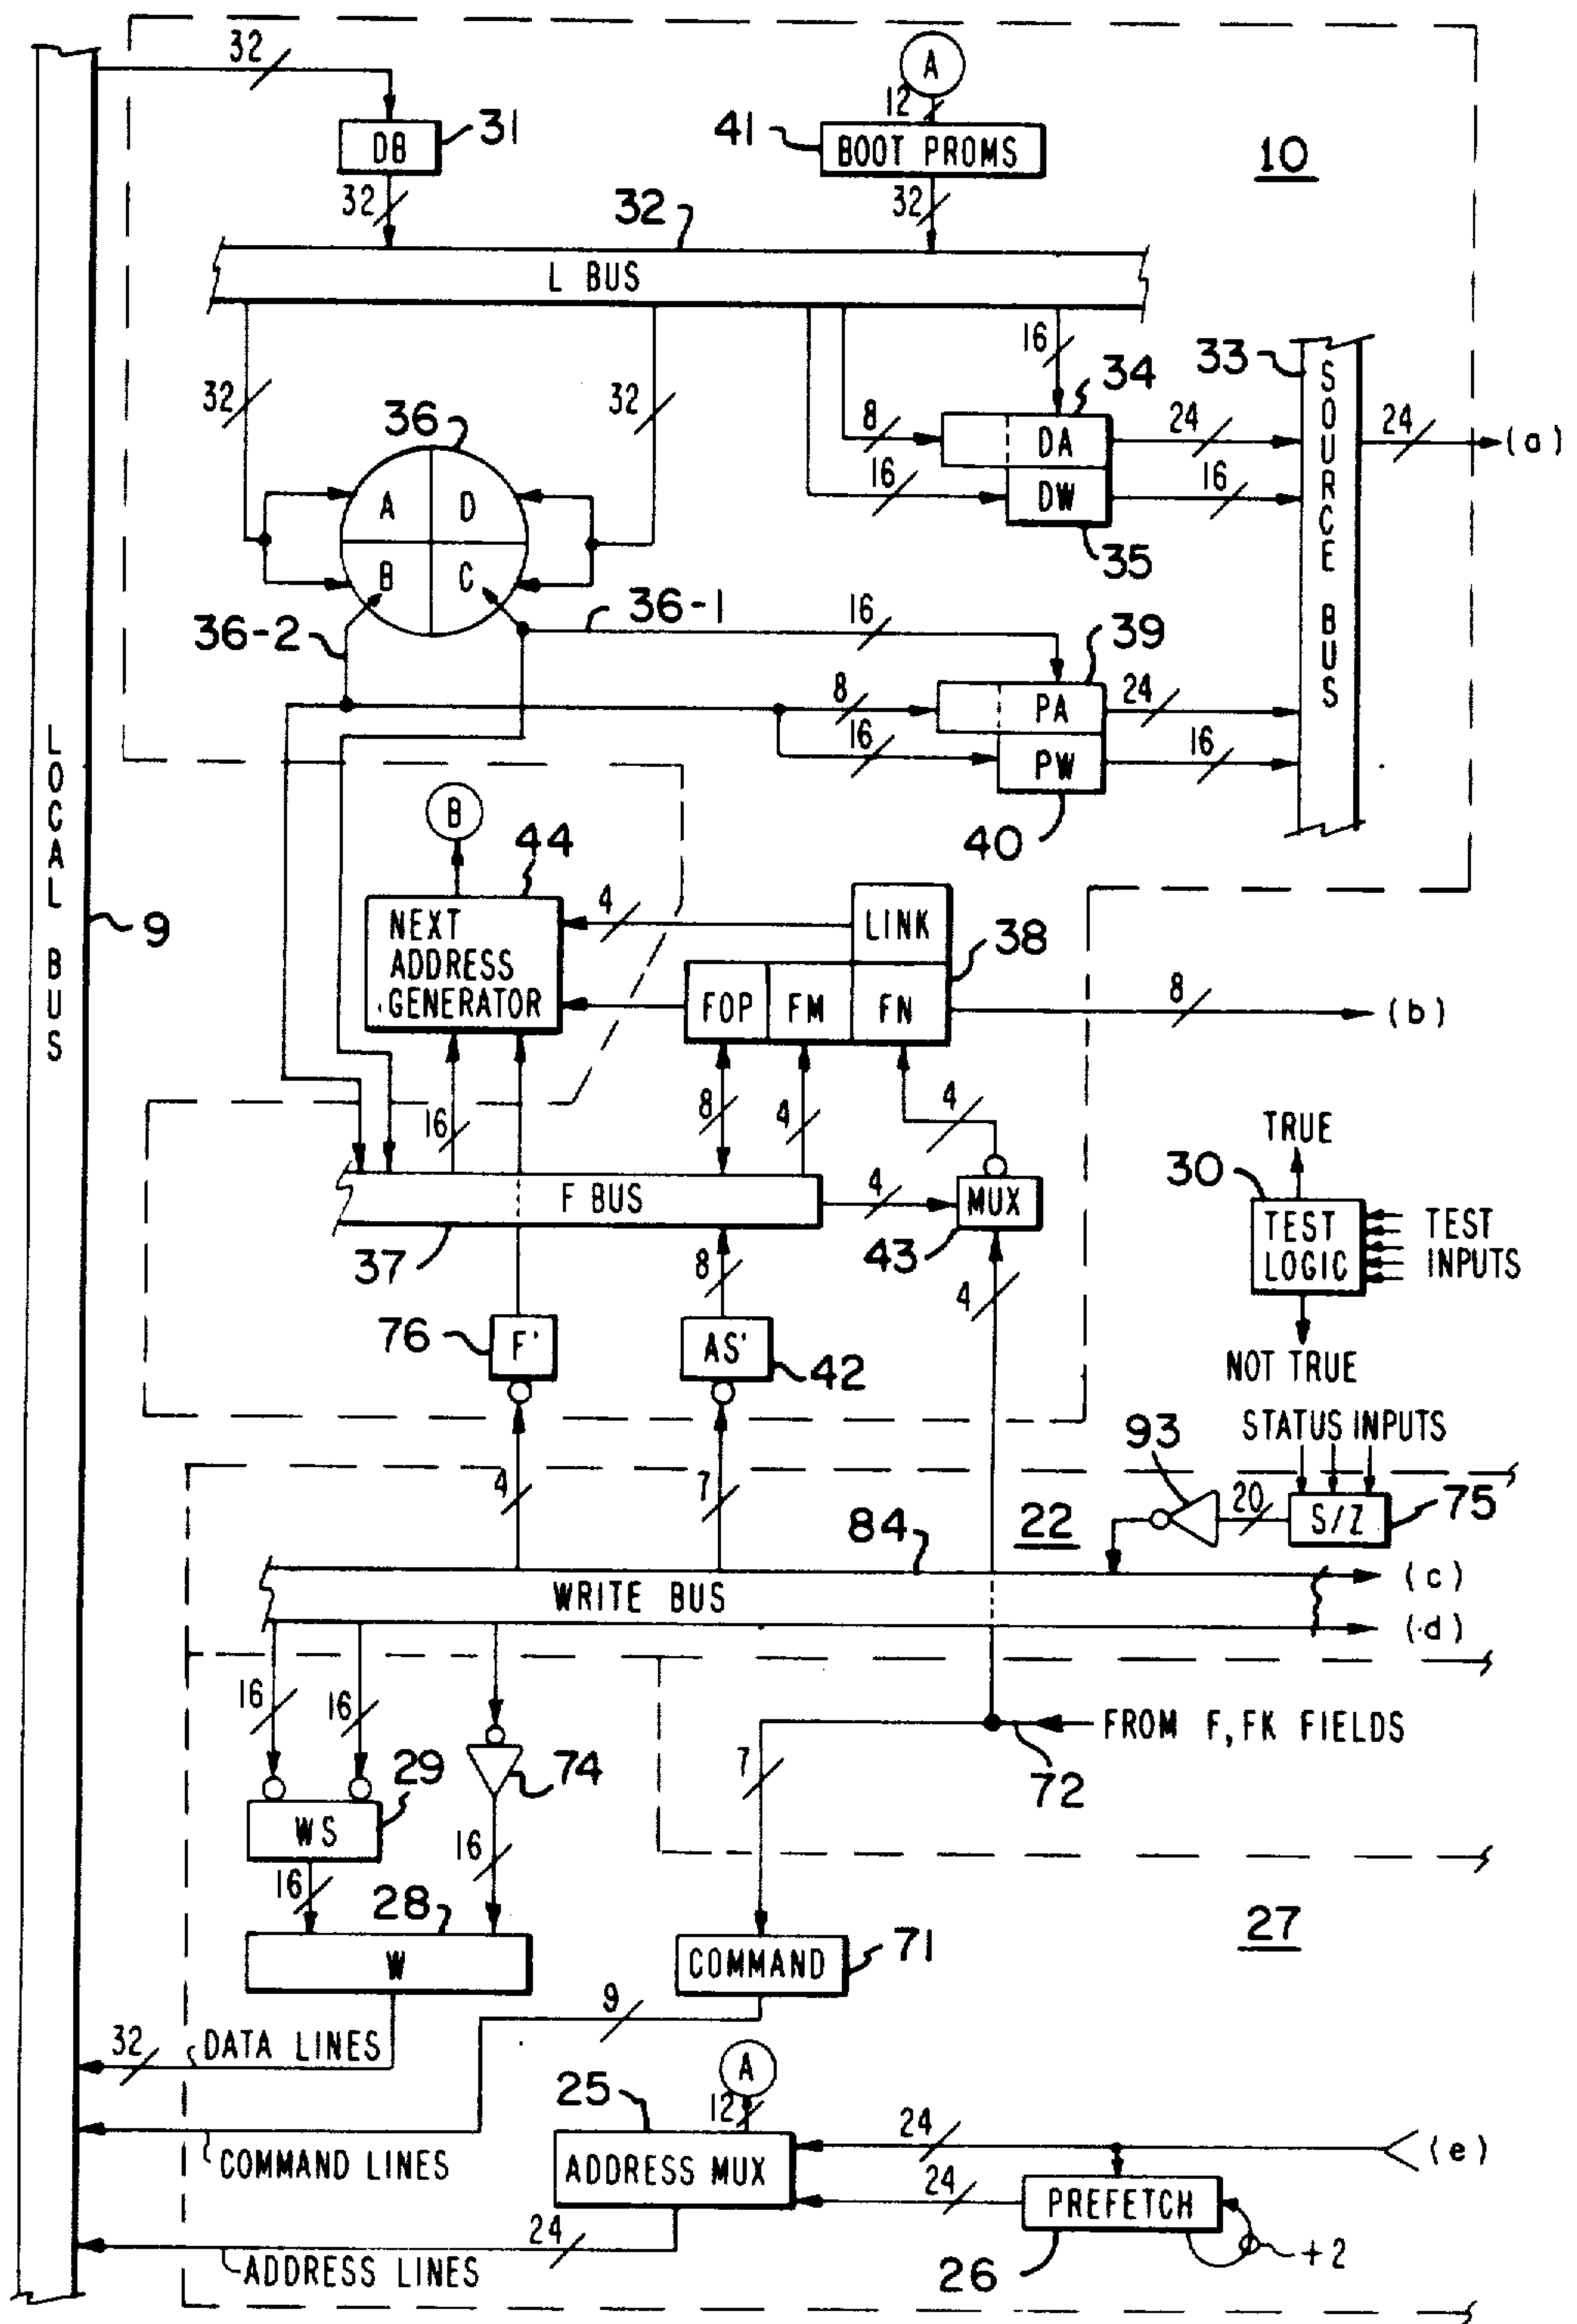 32
A
12
DB
31
41
BOOT PROMS
10
32
32
32
L BUS
32
32
16
34
33
SOURCE BUS
8
DA
24
24
(a)
36
A
D
B
C
16
DW
16
35
36-2
36-1
16
39
8
PA
24
16
PW
16
40
LOCAL BUS
9
B
44
NEXT
ADDRESS
GENERATOR
4
LINK
38
FOP
FM
FN
8
(b)
16
8
4
4
F BUS
4
MUX
37
43
8
4
TRUE
30
TEST
LOGIC
TEST
INPUTS
NOT TRUE
76
F'
AS'
42
STATUS INPUTS
93
4
7
20
S/Z
75
84
22
WRITE BUS
(c)
(d)
16
16
FROM F, FK FIELDS
72
29
74
7
WS
16
16
28
W
COMMAND
71
27
9
32
DATA LINES
A
25
12
COMMAND LINES
ADDRESS MUX
24
(e)
24
PREFETCH
24
ADDRESS LINES
26
+2